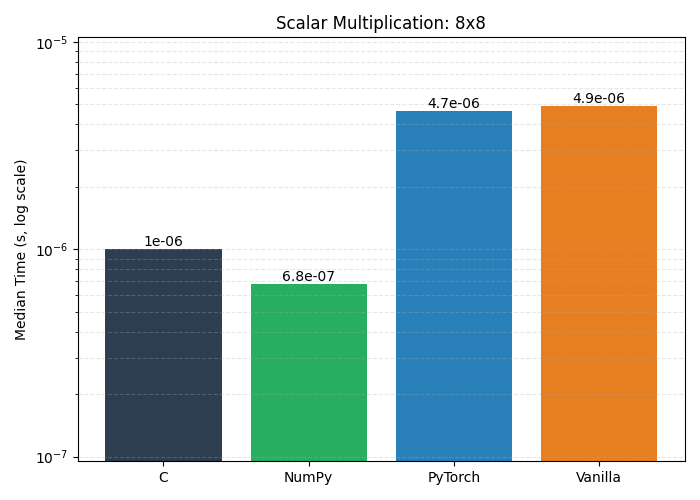 Scalar Multiplication: 8x8
Median Time (s, log scale)
10⁻⁵
10⁻⁶
10⁻⁷
1e-06
6.8e-07
4.7e-06
4.9e-06
C
NumPy
PyTorch
Vanilla